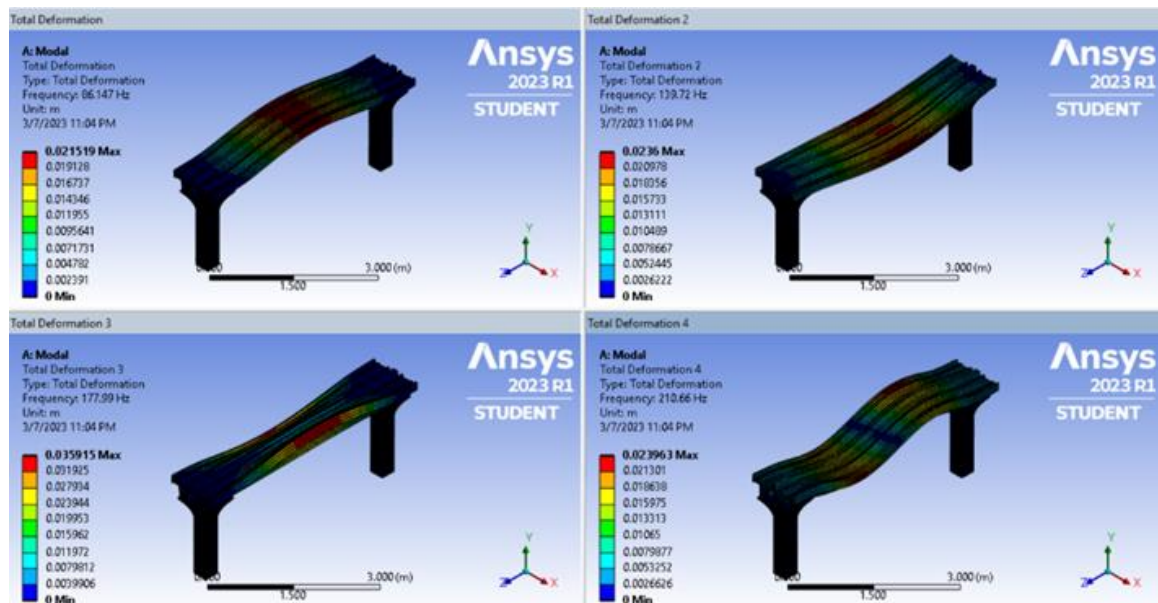 Total Deformation
A: Modal
Total Deformation
Type: Total Deformation
Frequency: 86.147 Hz
Unit: m
3/7/2023 11:04 PM
0.021519 Max
0.019128
0.016737
0.014346
0.011955
0.0095641
0.0071731
0.004782
0.002391
0 Min
Ansys
2023 R1
STUDENT
Y
Z
X
3.000 (m)
1.500
Total Deformation 2
A: Modal
Total Deformation 2
Type: Total Deformation
Frequency: 139.72 Hz
Unit: m
3/7/2023 11:04 PM
0.0236 Max
0.020978
0.018356
0.015733
0.013111
0.010489
0.0078667
0.0052445
0.0026222
0 Min
Ansys
2023 R1
STUDENT
Y
Z
X
3.000 (m)
1.500
Total Deformation 3
A: Modal
Total Deformation 3
Type: Total Deformation
Frequency: 177.99 Hz
Unit: m
3/7/2023 11:04 PM
0.035915 Max
0.031925
0.027934
0.023944
0.019953
0.015962
0.011972
0.0079812
0.0039906
0 Min
Ansys
2023 R1
STUDENT
Y
Z
X
3.000 (m)
1.500
Total Deformation 4
A: Modal
Total Deformation 4
Type: Total Deformation
Frequency: 210.66 Hz
Unit: m
3/7/2023 11:04 PM
0.023963 Max
0.021301
0.018638
0.015975
0.013313
0.01065
0.0079877
0.0053252
0.0026626
0 Min
Ansys
2023 R1
STUDENT
Y
Z
X
3.000 (m)
1.500